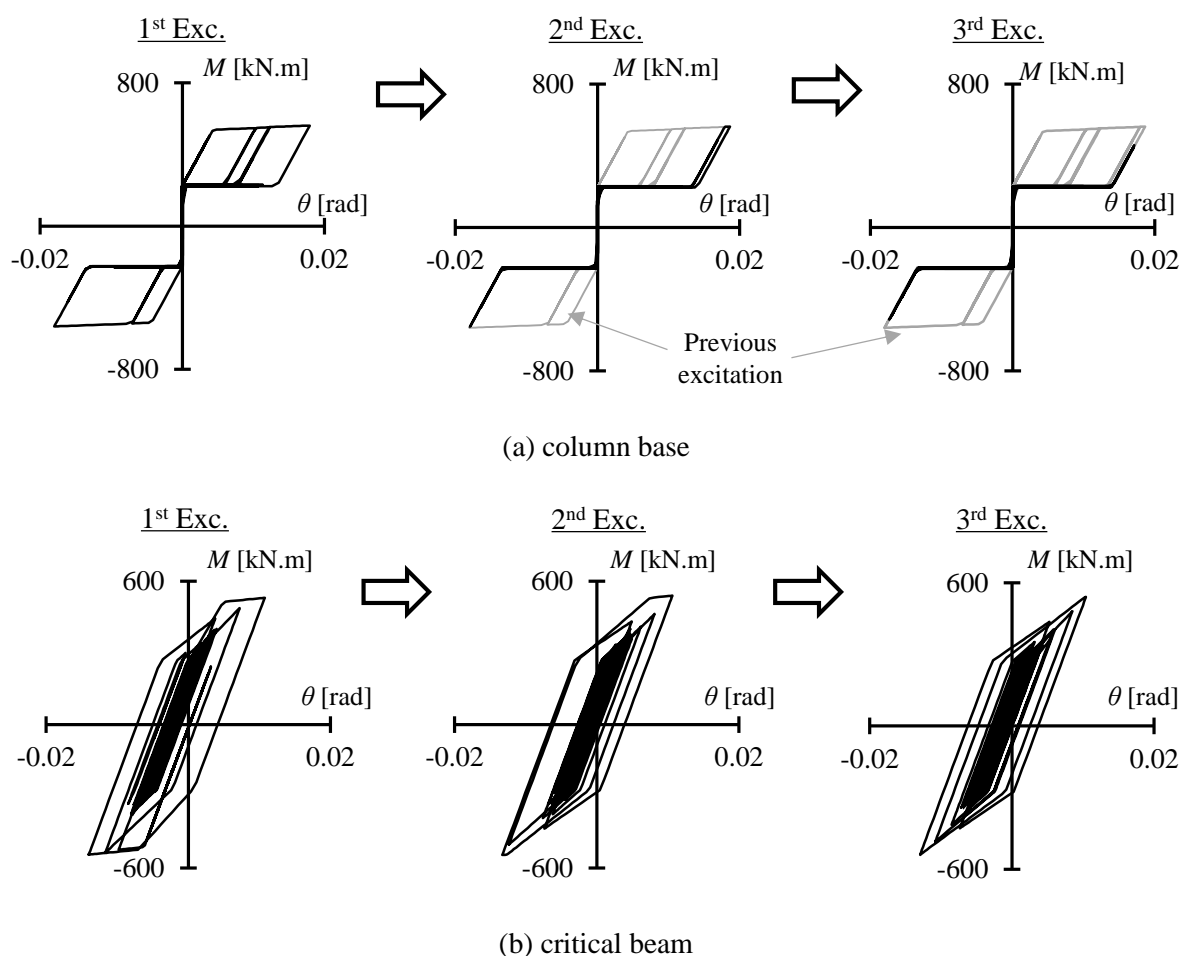 1st Exc.
2nd Exc.
3rd Exc.
M [kN.m]
M [kN.m]
M [kN.m]
800
800
800
θ [rad]
θ [rad]
θ [rad]
-0.02
0.02
-0.02
0.02
-0.02
0.02
Previous
excitation
-800
-800
-800
(a) column base
1st Exc.
2nd Exc.
3rd Exc.
M [kN.m]
M [kN.m]
M [kN.m]
600
600
600
θ [rad]
θ [rad]
θ [rad]
-0.02
0.02
-0.02
0.02
-0.02
0.02
-600
-600
-600
(b) critical beam